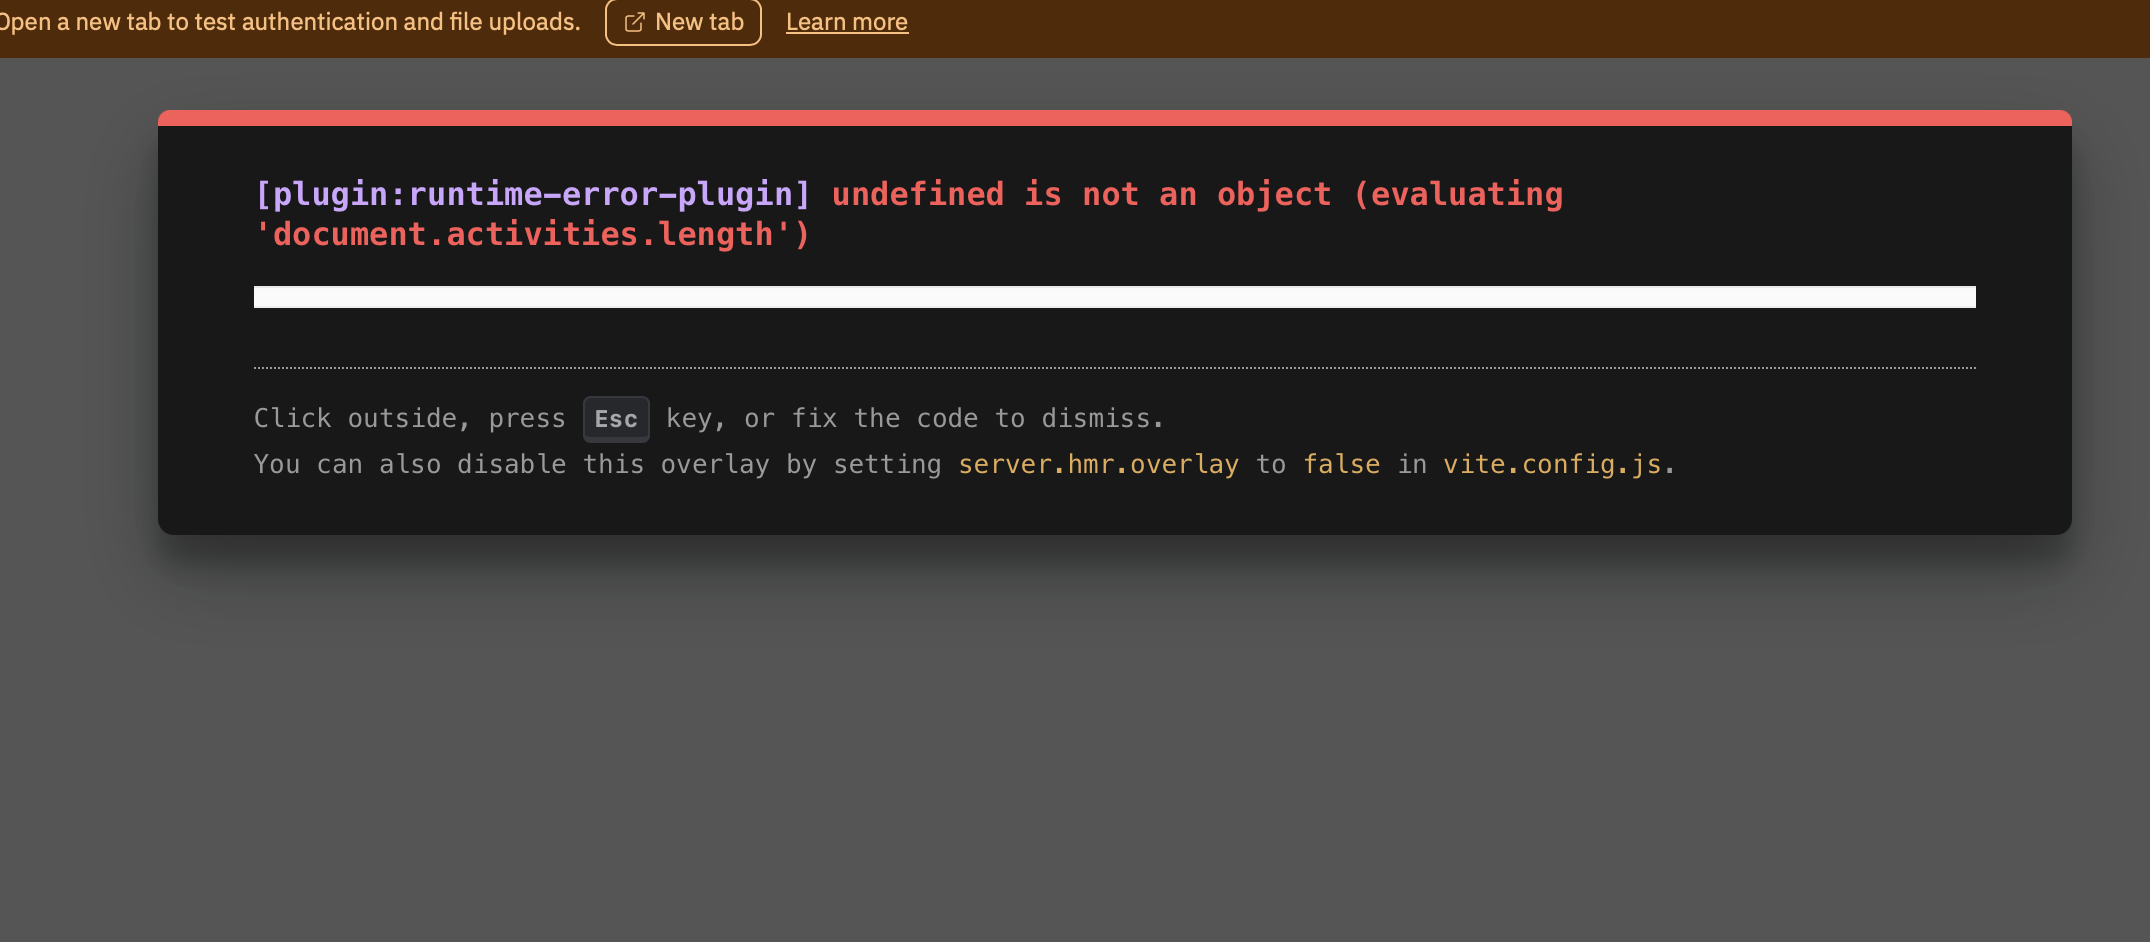 Open a new tab to test authentication and file uploads. New tab Learn more
[plugin:runtime-error-plugin] undefined is not an object (evaluating
'document.activities.length')
Click outside, press Esc key, or fix the code to dismiss.
You can also disable this overlay by setting server.hmr.overlay to false in vite.config.js.